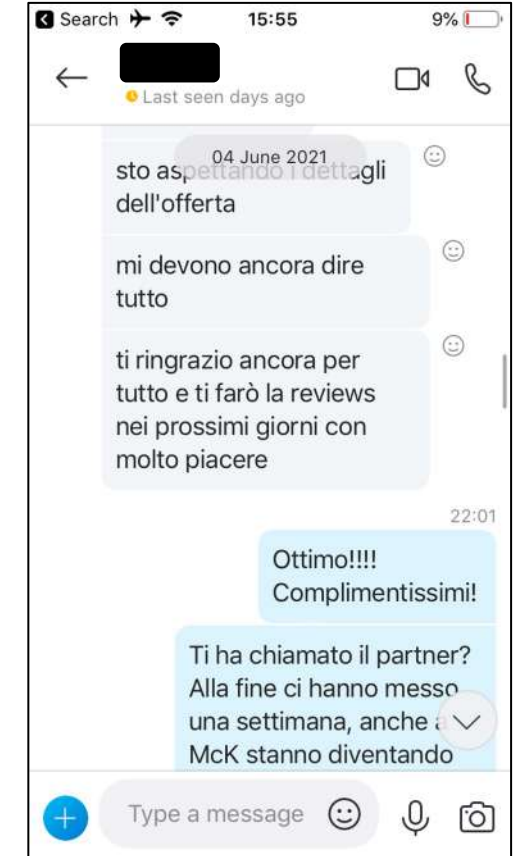 Search 15:55 9%
Last seen days ago
04 June 2021
sto aspettando i dettagli
dell'offerta
mi devono ancora dire
tutto
ti ringrazio ancora per
tutto e ti farò la reviews
nei prossimi giorni con
molto piacere
22:01
Ottimo!!!!
Complimentissimi!
Ti ha chiamato il partner?
Alla fine ci hanno messo
una settimana, anche a
McK stanno diventando
Type a message